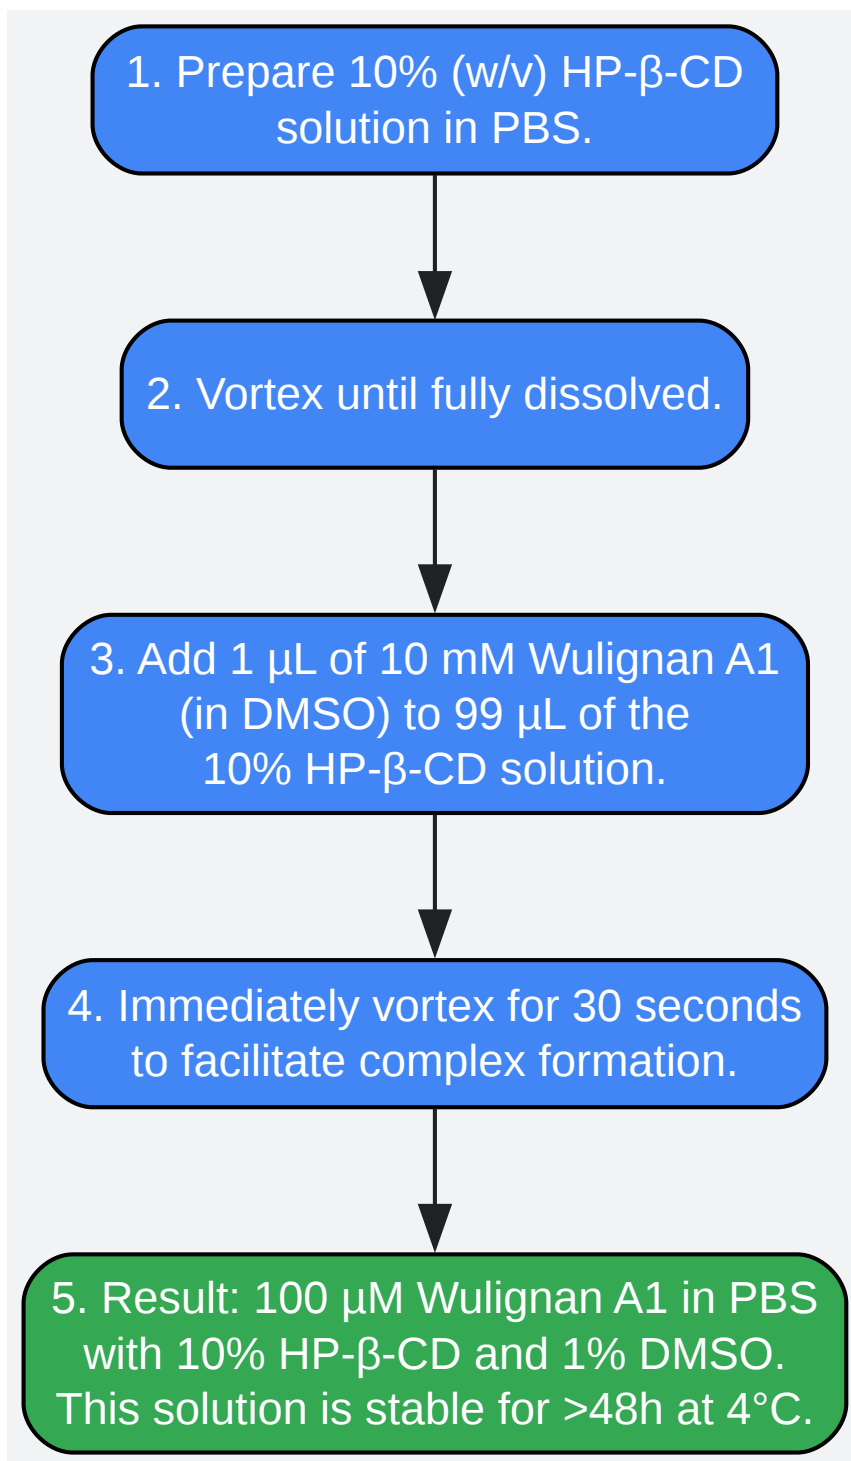 1. Prepare 10% (w/v) HP-β-CD
solution in PBS.
2. Vortex until fully dissolved.
3. Add 1 µL of 10 mM Wulignan A1
(in DMSO) to 99 µL of the
10% HP-β-CD solution.
4. Immediately vortex for 30 seconds
to facilitate complex formation.
5. Result: 100 µM Wulignan A1 in PBS
with 10% HP-β-CD and 1% DMSO.
This solution is stable for >48h at 4°C.